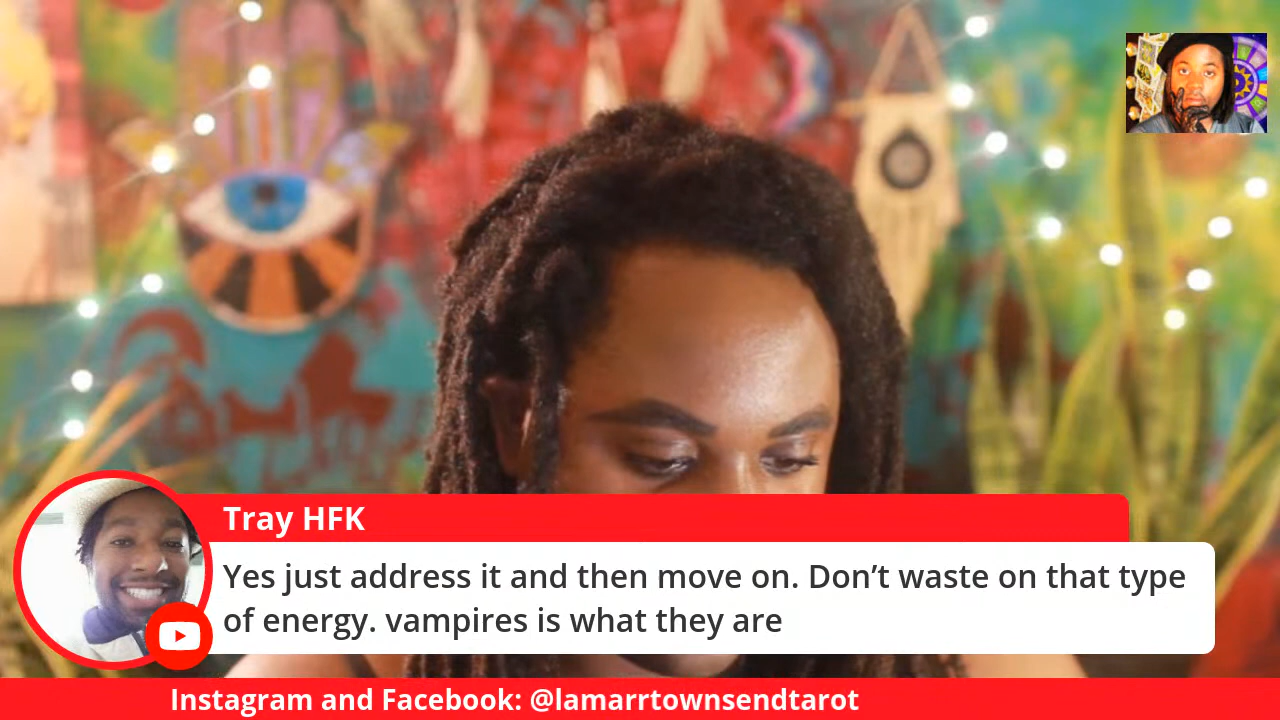 Tray HFK
Yes just address it and then move on. Don’t waste on that type
of energy. vampires is what they are
Instagram and Facebook: @lamarrtownsendtarot